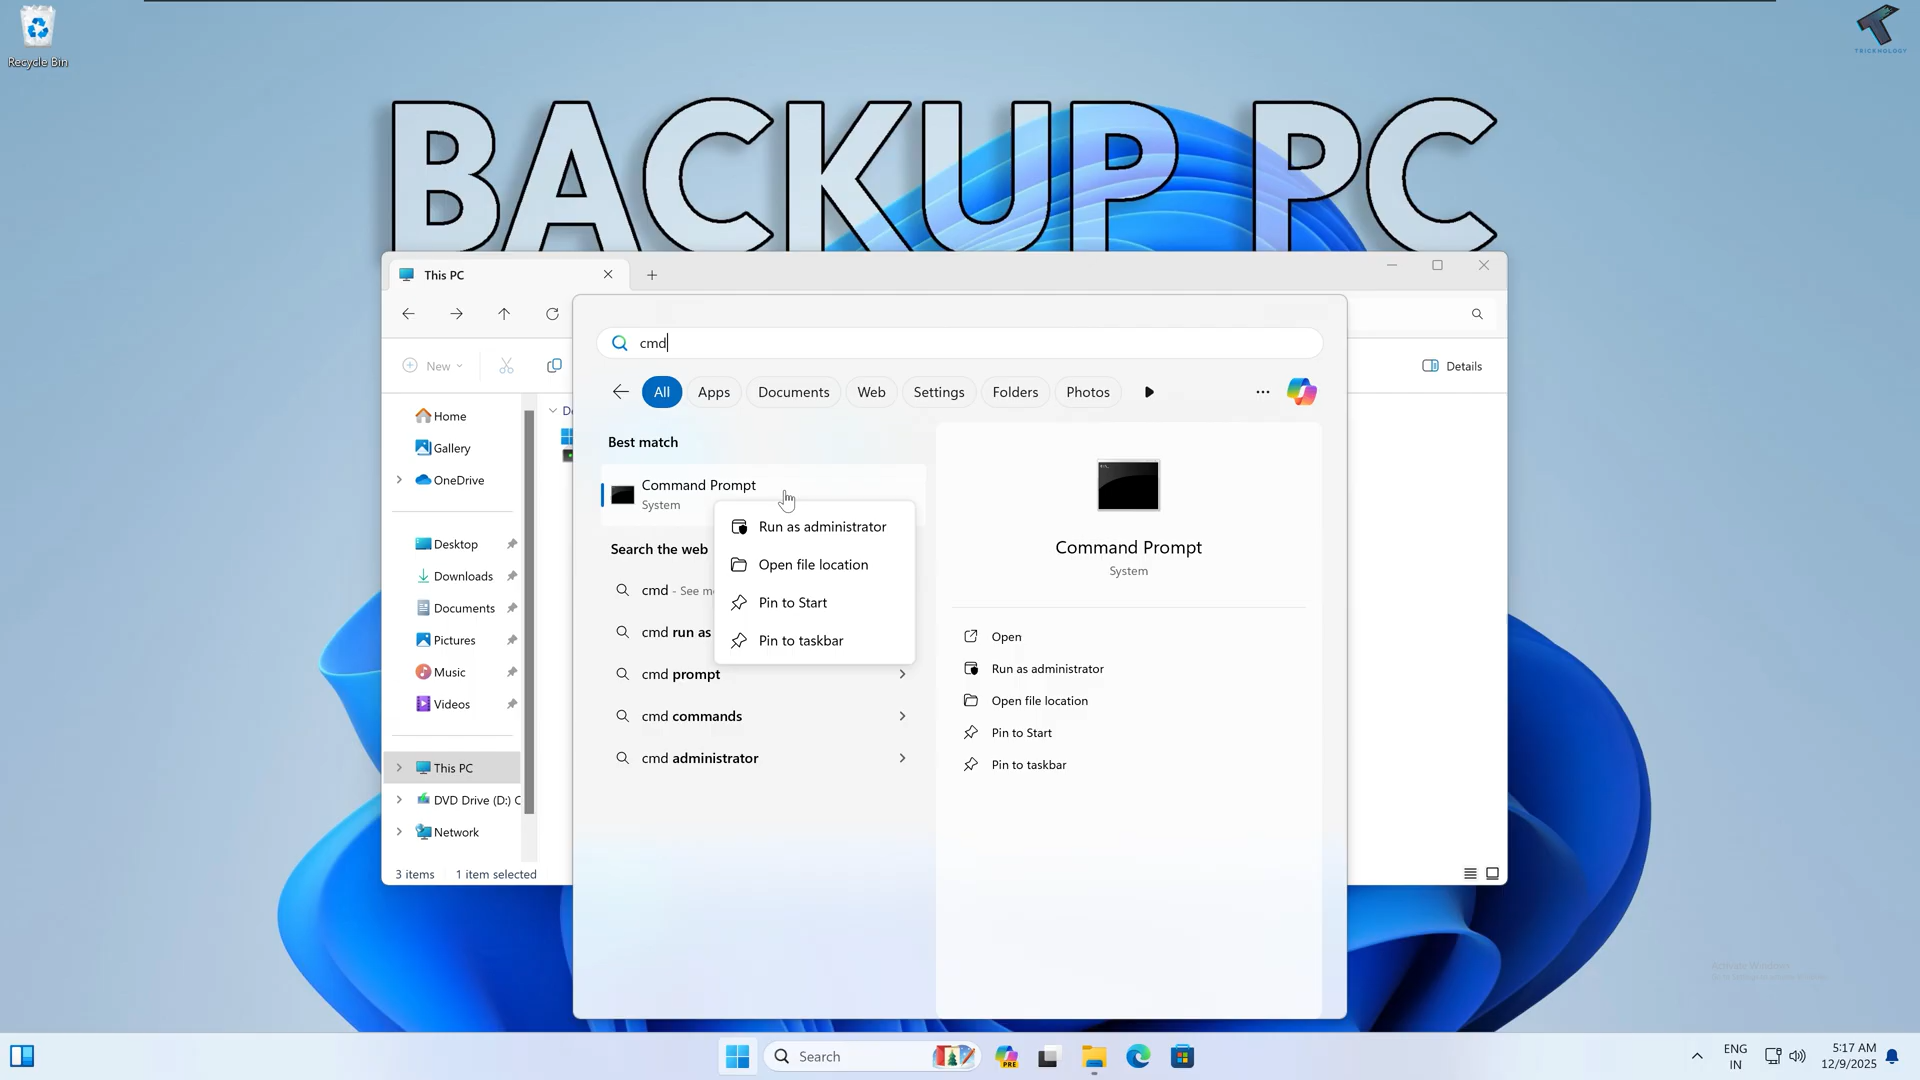 Recycle Bin
TRICKNOLOGY
BACKUP PC
This PC
New
Details
cmd
All
Apps
Documents
Web
Settings
Folders
Photos
Home
Gallery
OneDrive
Desktop
Downloads
Documents
Pictures
Music
Videos
This PC
DVD Drive (D:) C
Network
3 items
1 item selected
Best match
Command Prompt
System
Run as administrator
Open file location
Pin to Start
Pin to taskbar
Search the web
cmd - See
cmd run as
cmd prompt
cmd commands
cmd administrator
Command Prompt
System
Open
Run as administrator
Open file location
Pin to Start
Pin to taskbar
Activate Windows
Search
PRE
ENG
IN
5:17 AM
12/9/2025